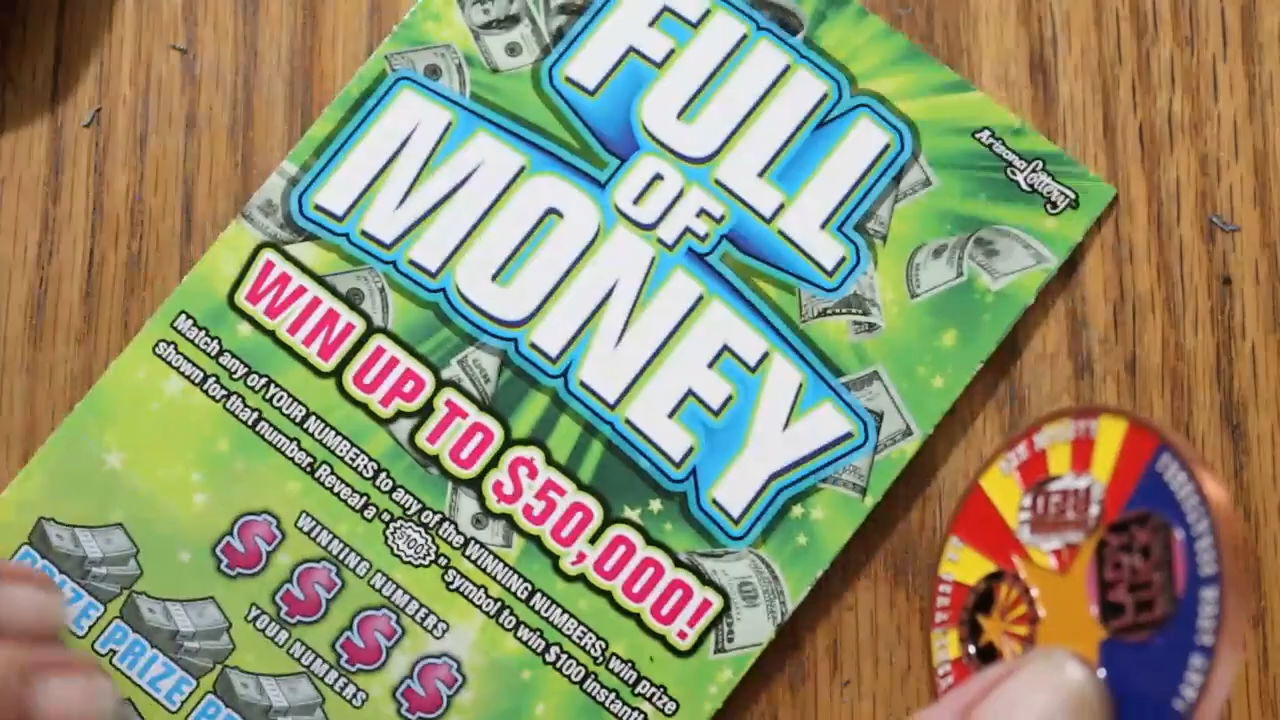 FULL
OF
MONEY
Arizona Lottery
WIN UP TO $50,000!
Match any of YOUR NUMBERS to any of the WINNING NUMBERS, win prize
shown for that number. Reveal a "$100" symbol to win $100 instantly
WINNING NUMBERS
$ $ $ $
YOUR NUMBERS
PRIZE PRIZE